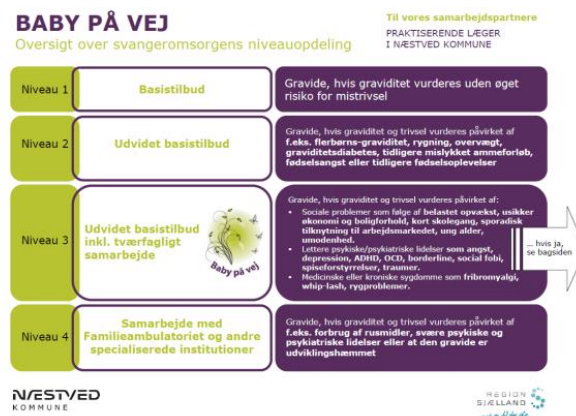 BABY PÅ VEJ
Oversigt over svangeromsorgens niveauopdeling
Til vores samarbejdspartnere
PRAKTISERENDE LÆGER
I NÆSTVED KOMMUNE
Niveau 1
Basistilbud
Gravide, hvis graviditet vurderes uden øget
risiko for mistrivsel
Niveau 2
Udvidet basistilbud
Gravide, hvis graviditet og trivsel vurderes påvirket af
f.eks. flerbørns-graviditet, rygning, overvægt,
graviditetsdiabetes, tidligere mislykket ammeforløb,
fødselsangst eller tidligere fødselsoplevelser
Niveau 3
Udvidet basistilbud
inkl. tværfagligt
samarbejde
Baby på vej
Gravide, hvis graviditet og trivsel vurderes påvirket af:
• Sociale problemer som følge af belastet opvækst, usikker
økonomi og boligforhold, kort skolegang, sporadisk
tilknytning til arbejdsmarkedet, ung alder,
umodenhed.
• Lettere psykiske/psykiatriske lidelser som angst,
depression, ADHD, OCD, borderline, social fobi,
spiseforstyrrelser, traumer.
• Medicinske eller kroniske sygdomme som fribromyalgi,
whip-lash, rygproblemer.
... hvis ja,
se bagsiden
Niveau 4
Samarbejde med
Familieambulatoriet og andre
specialiserede institutioner
Gravide, hvis graviditet og trivsel vurderes påvirket af
f.eks. forbrug af rusmidler, svære psykiske og
psykiatriske lidelser eller at den gravide er
udviklingshæmmet
NÆSTVED
KOMMUNE
REGION
SJÆLLAND